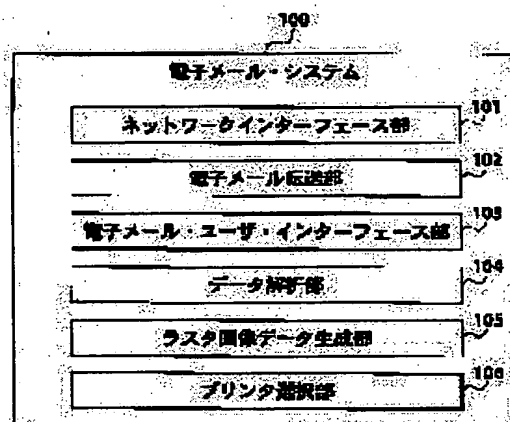 100
電子メール・システム
101
ネットワークインターフェース部
102
電子メール転送部
103
電子メール・ユーザ・インターフェース部
104
データ解析部
105
ラスタ画像データ生成部
106
プリンタ選択部